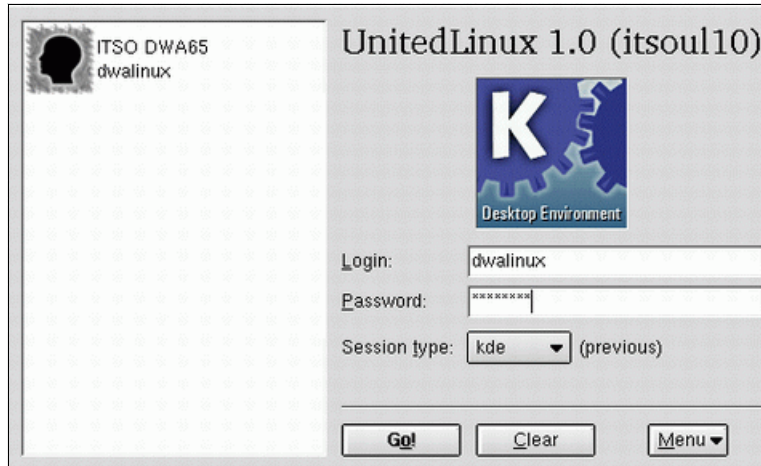 ITSO DWA65
dwalinux
UnitedLinux 1.0 (itsoul10)
K
Desktop Environment
Login: dwalinux
Password: ********
Session type: kde (previous)
Go! Clear Menu